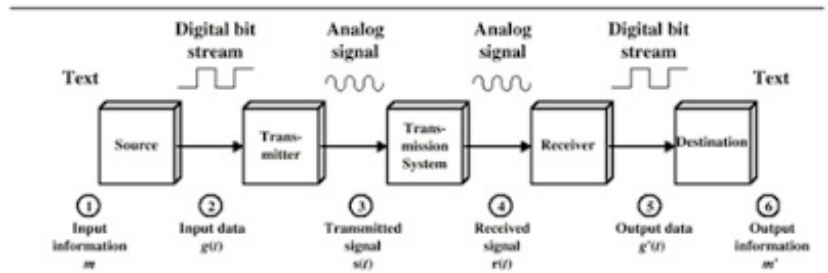 Digital bit
stream
Analog
signal
Analog
signal
Digital bit
stream
Text
Text
Source
Trans-
mitter
Trans-
mission
System
Receiver
Destination
1
Input
information
m
2
Input data
g(t)
3
Transmitted
signal
s(t)
4
Received
signal
r(t)
5
Output data
g'(t)
6
Output
information
m'